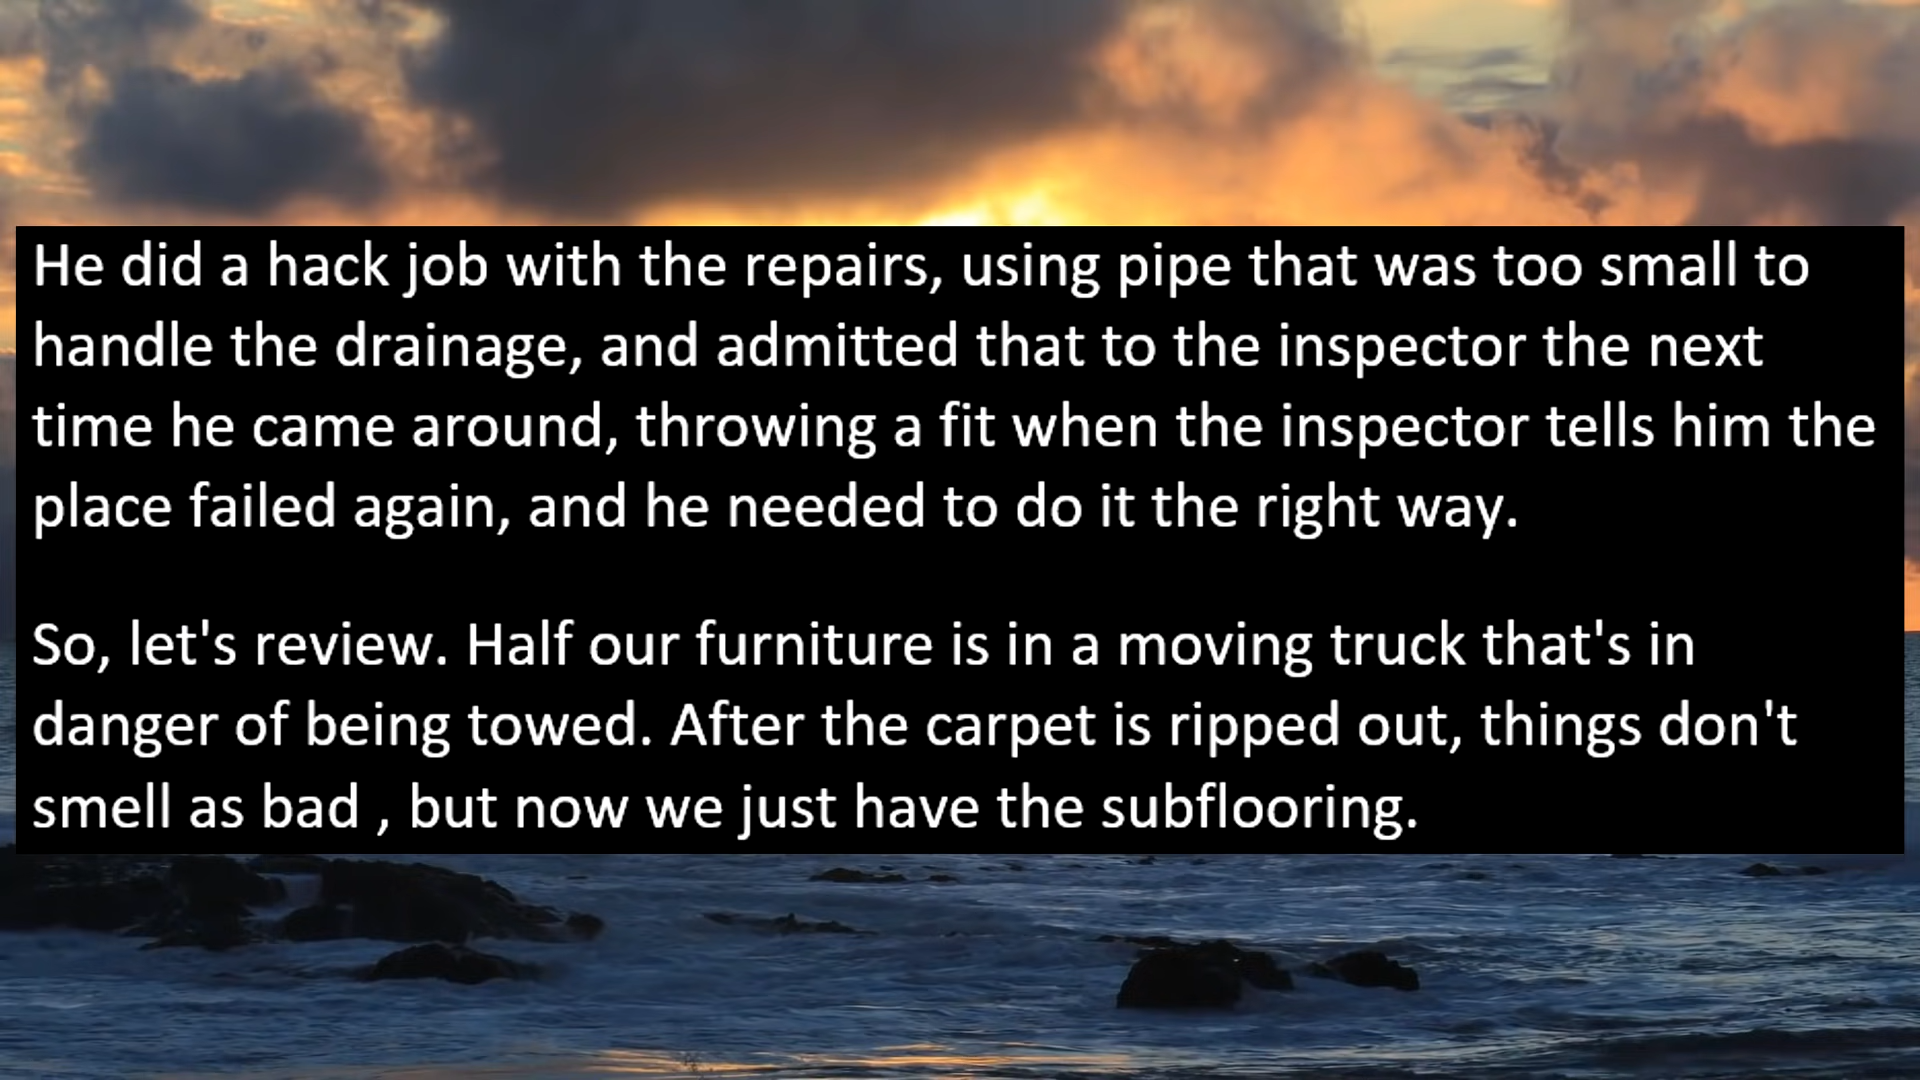 He did a hack job with the repairs, using pipe that was too small to
handle the drainage, and admitted that to the inspector the next
time he came around, throwing a fit when the inspector tells him the
place failed again, and he needed to do it the right way.
So, let's review. Half our furniture is in a moving truck that's in
danger of being towed. After the carpet is ripped out, things don't
smell as bad , but now we just have the subflooring.